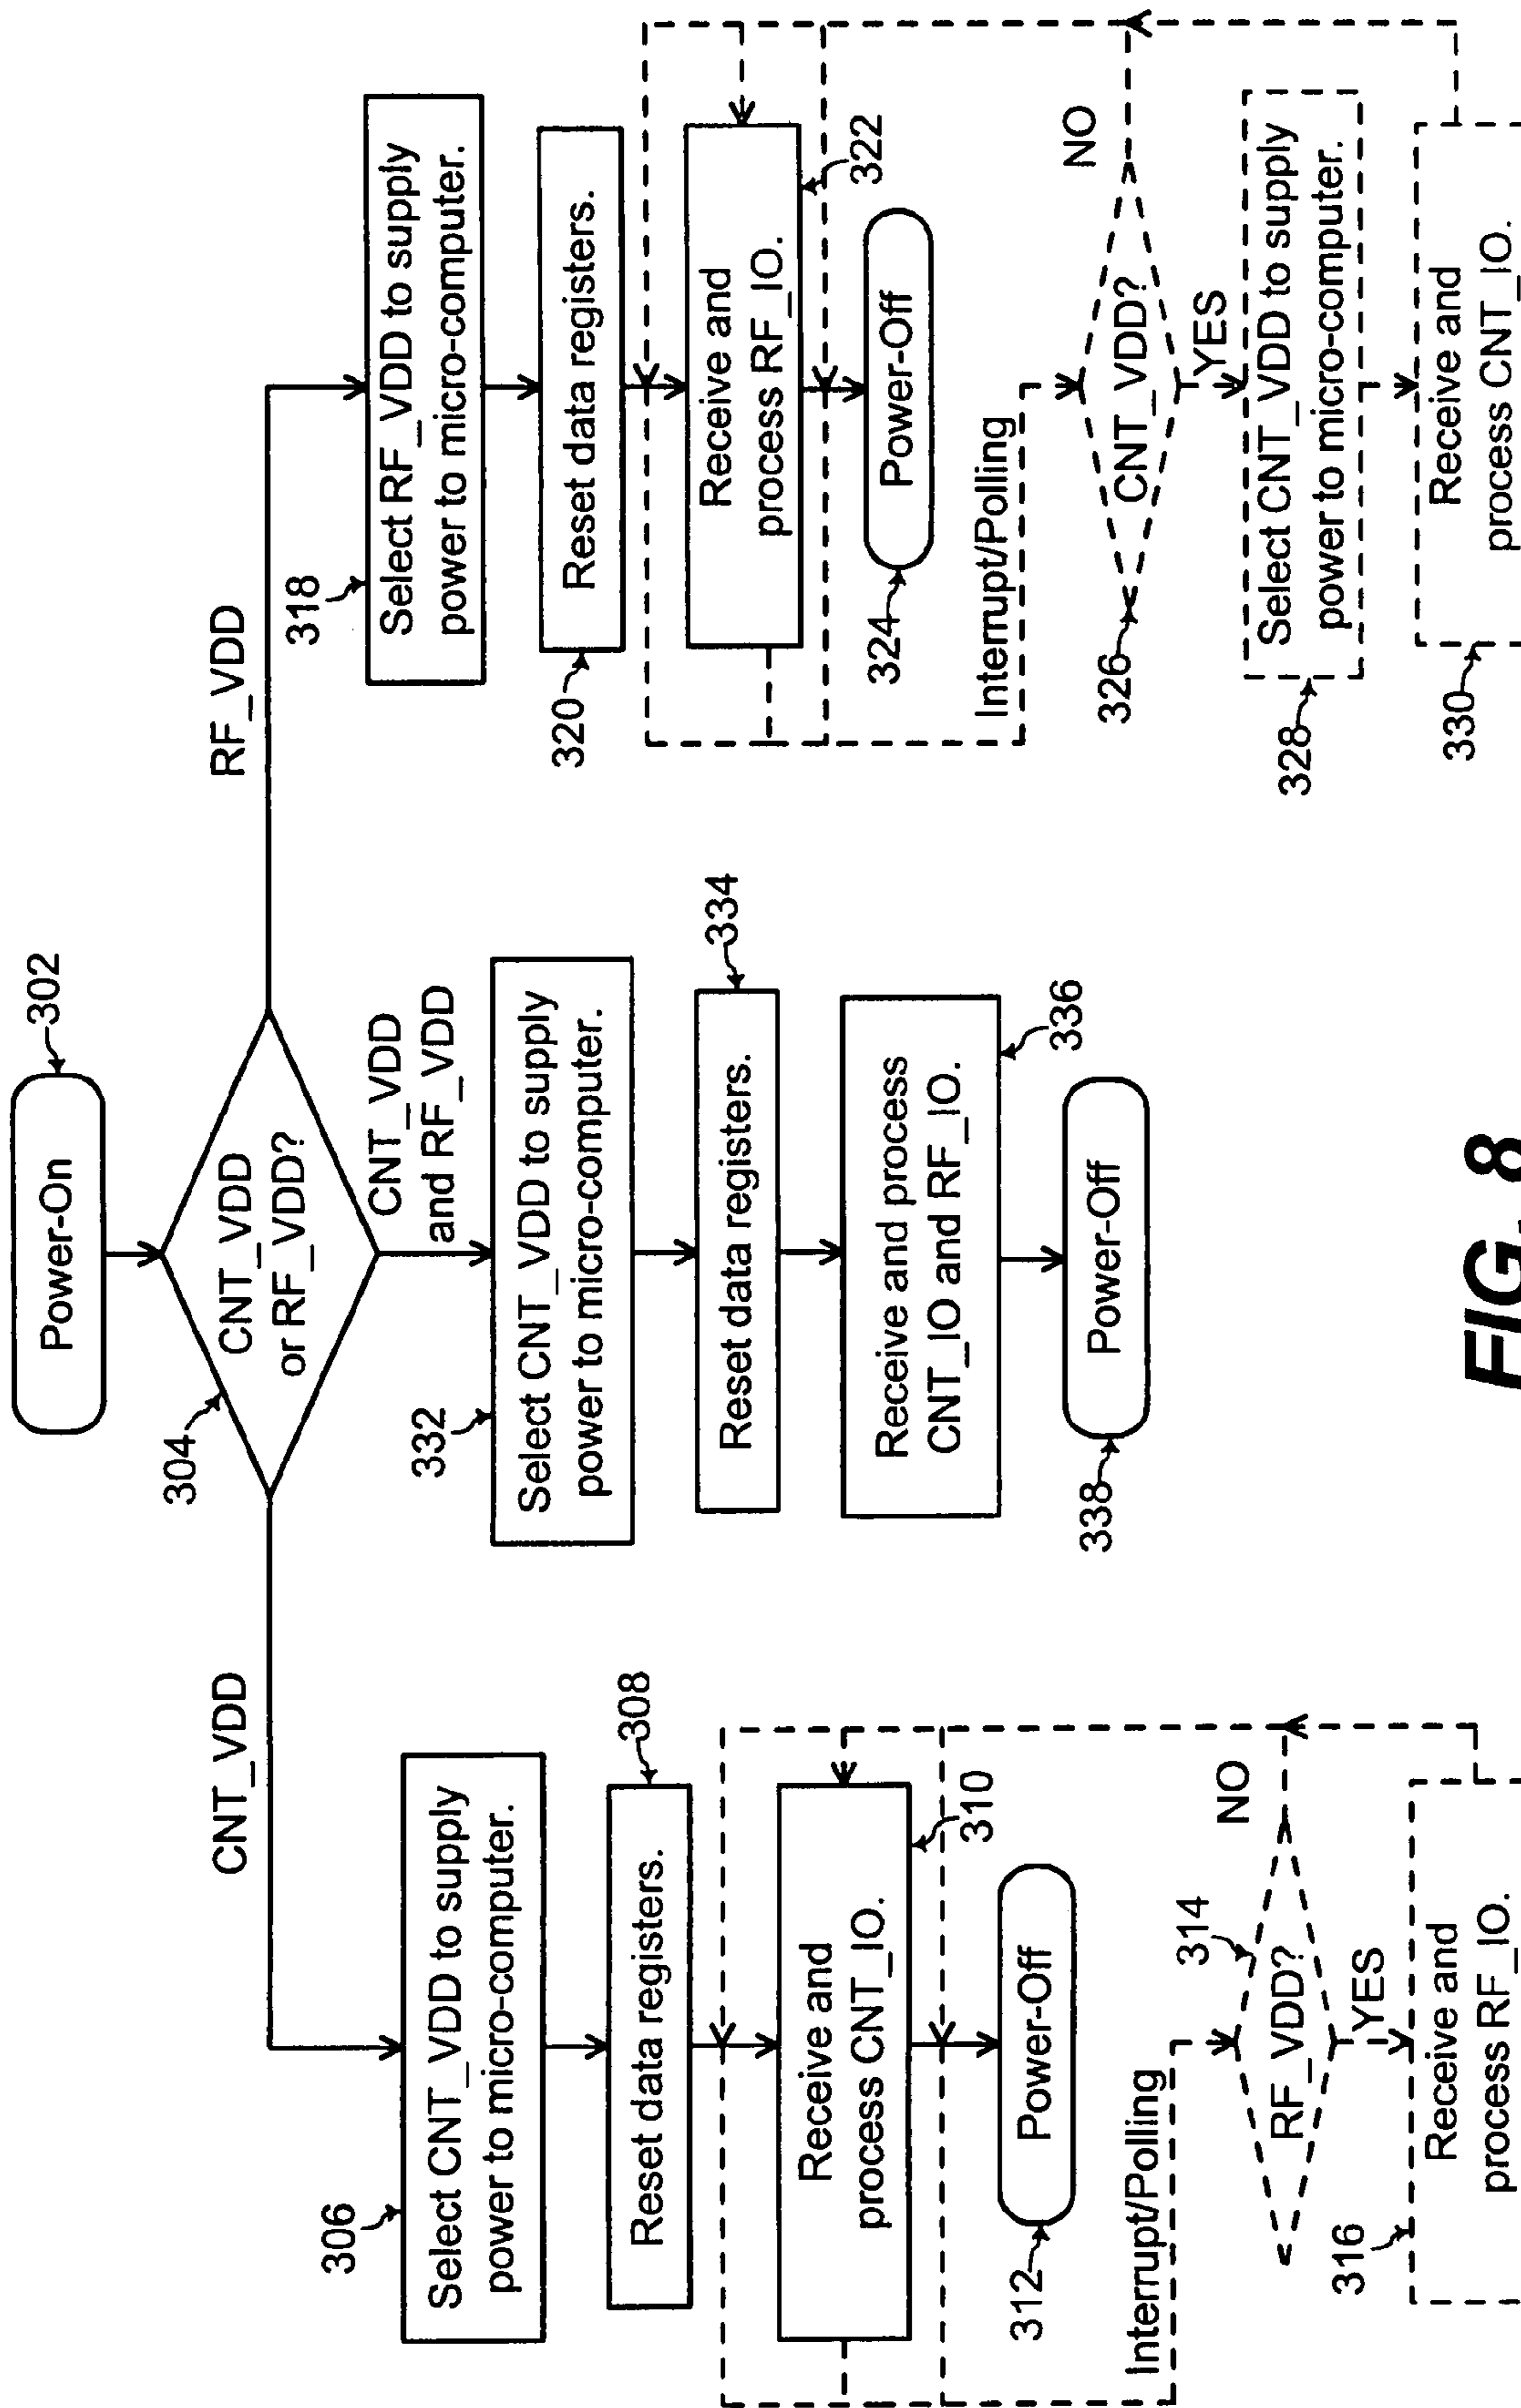 Power-On
302
304
CNT_VDD
or RF_VDD?
CNT_VDD
306
Select CNT_VDD to supply
power to micro-computer.
308
Reset data registers.
Receive and
process CNT_IO.
310
312
Power-Off
Interrupt/Polling
314
RF_VDD?
NO
YES
316
Receive and
process RF_IO.
CNT_VDD
and RF_VDD
332
Select CNT_VDD to supply
power to micro-computer.
334
Reset data registers.
Receive and process
CNT_IO and RF_IO.
336
338
Power-Off
RF_VDD
318
Select RF_VDD to supply
power to micro-computer.
320
Reset data registers.
Receive and
process RF_IO.
322
324
Power-Off
Interrupt/Polling
326
CNT_VDD?
NO
YES
328
Select CNT_VDD to supply
power to micro-computer.
330
Receive and
process CNT_IO.
FIG. 8